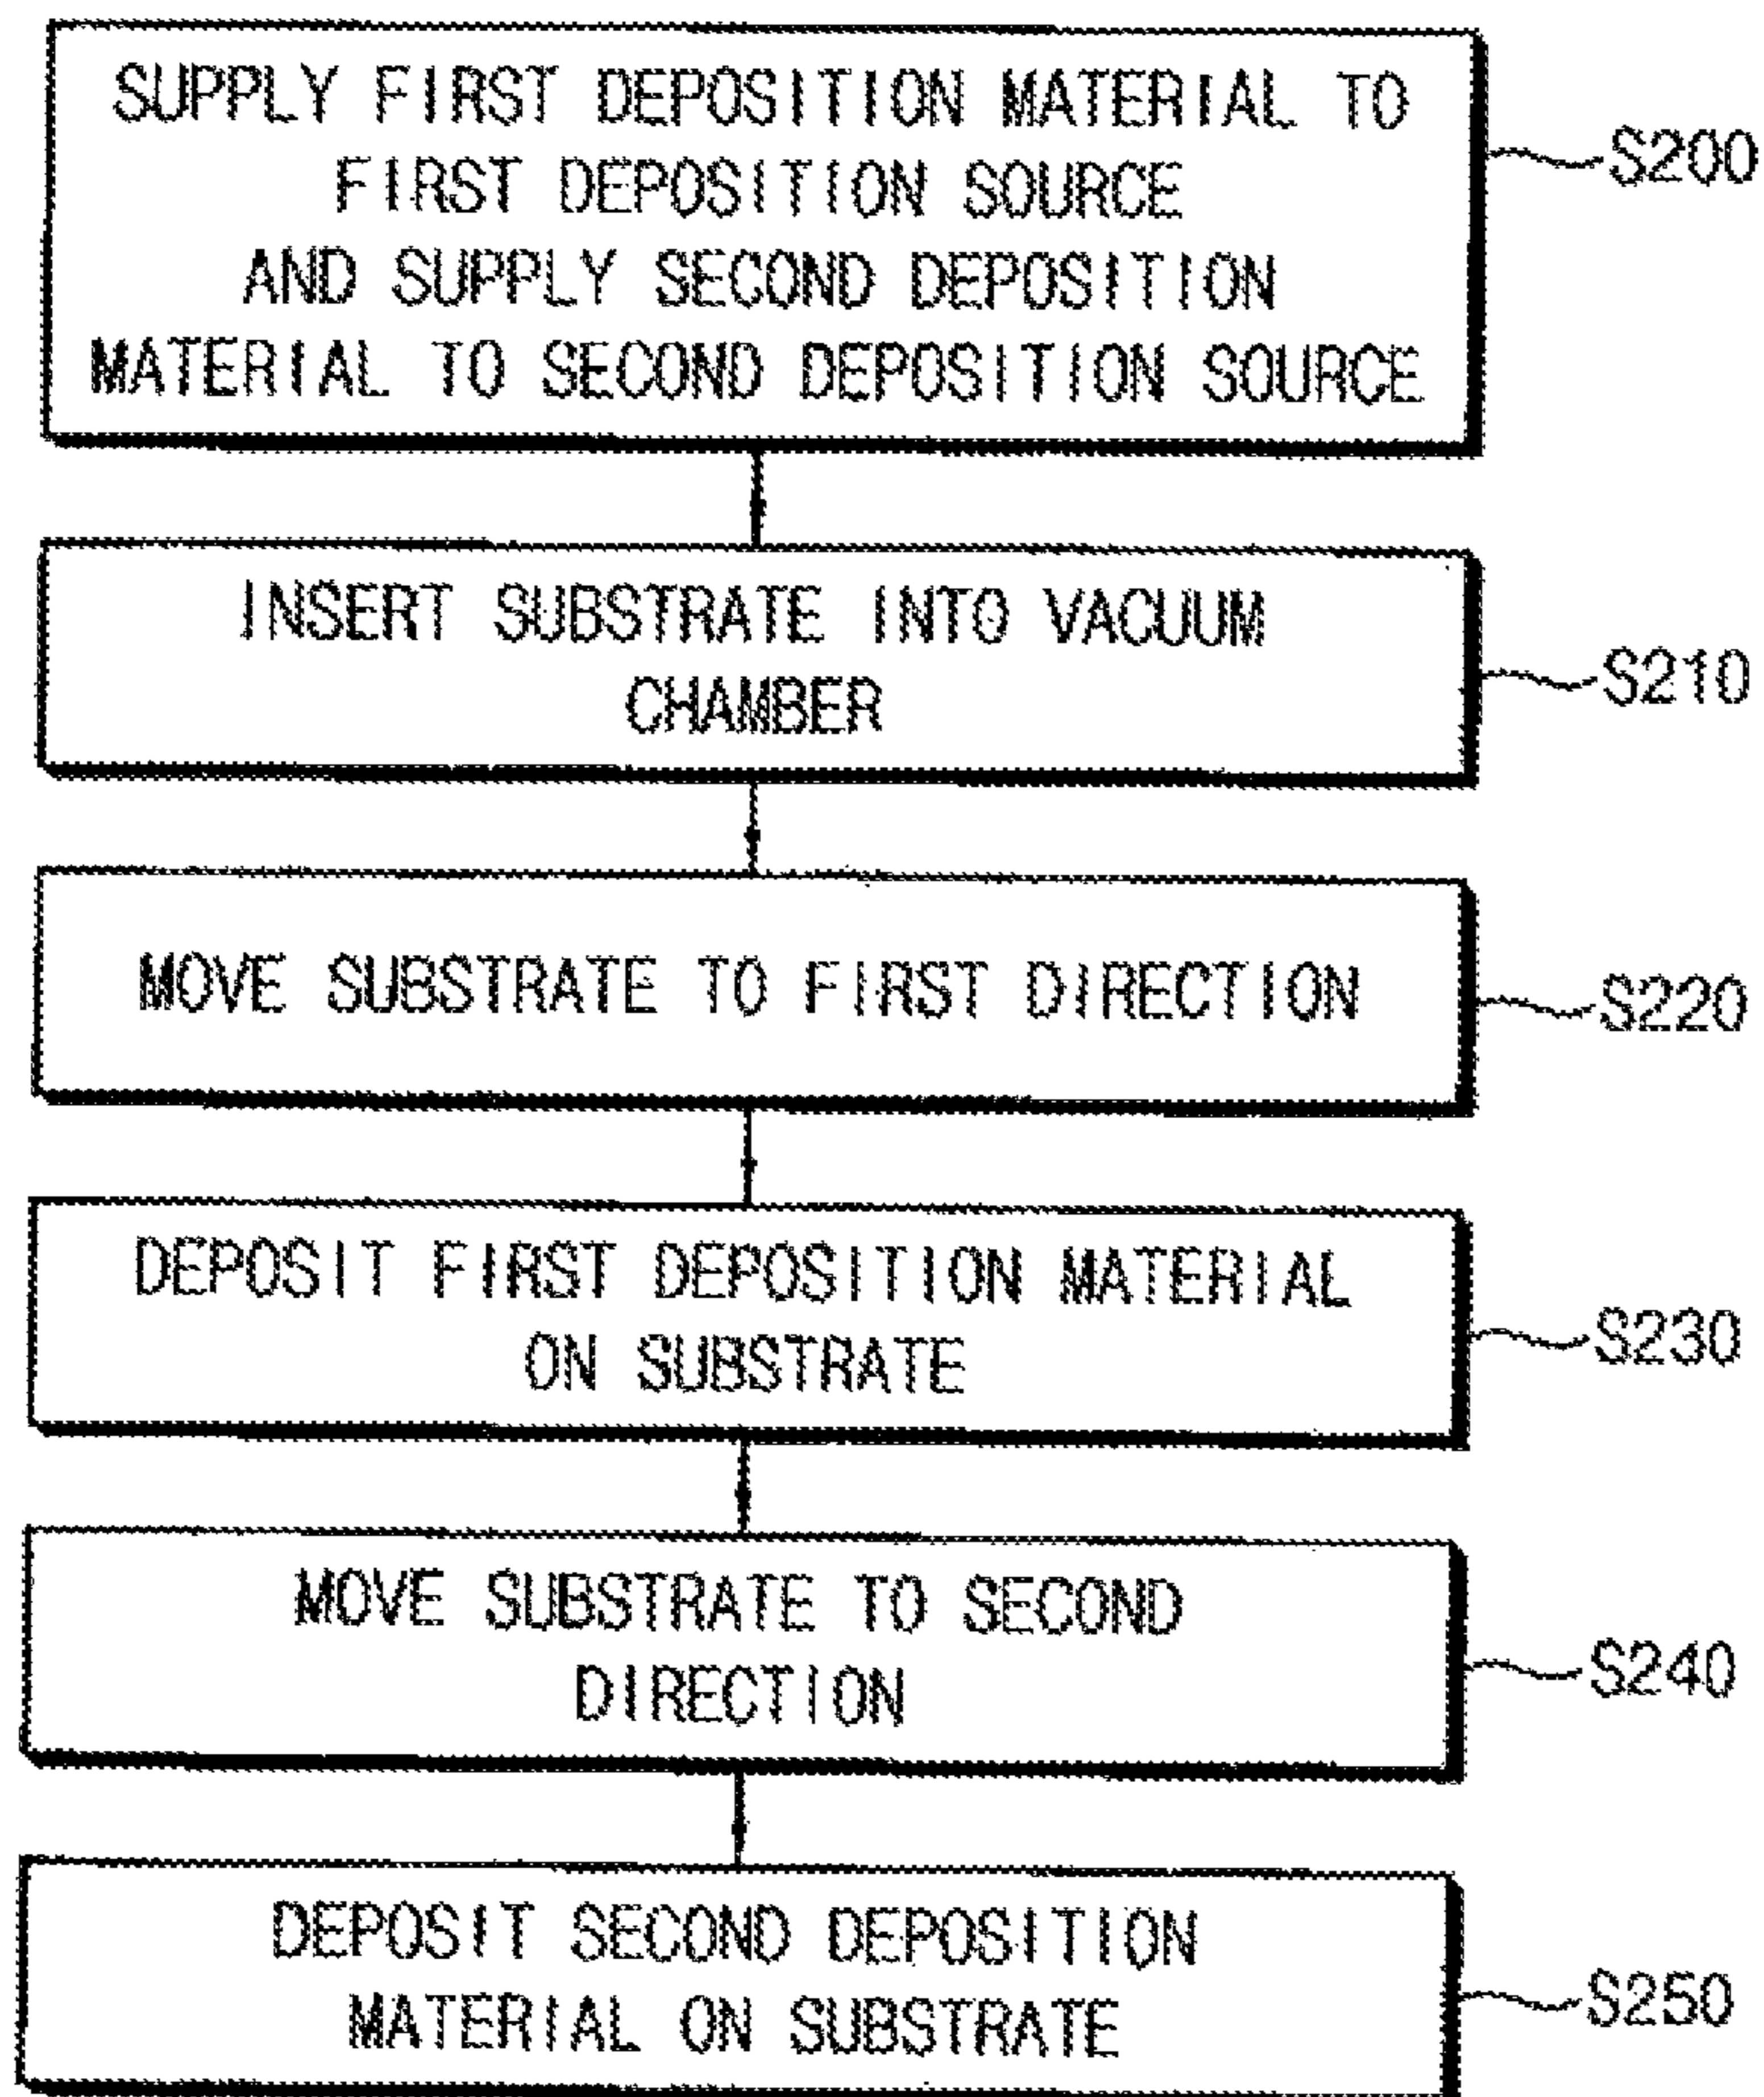 SUPPLY FIRST DEPOSITION MATERIAL TO
FIRST DEPOSITION SOURCE
AND SUPPLY SECOND DEPOSITION
MATERIAL TO SECOND DEPOSITION SOURCE
S200
INSERT SUBSTRATE INTO VACUUM
CHAMBER
S210
MOVE SUBSTRATE TO FIRST DIRECTION
S220
DEPOSIT FIRST DEPOSITION MATERIAL
ON SUBSTRATE
S230
MOVE SUBSTRATE TO SECOND
DIRECTION
S240
DEPOSIT SECOND DEPOSITION
MATERIAL ON SUBSTRATE
S250